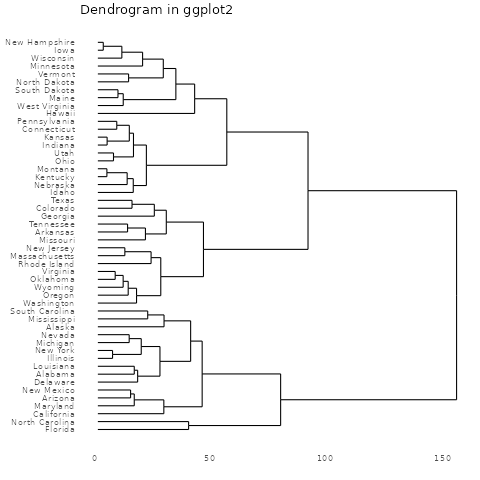 Dendrogram in ggplot2
New Hampshire
Iowa
Wisconsin
Minnesota
Vermont
North Dakota
South Dakota
Maine
West Virginia
Hawaii
Pennsylvania
Connecticut
Kansas
Indiana
Utah
Ohio
Montana
Kentucky
Nebraska
Idaho
Texas
Colorado
Georgia
Tennessee
Arkansas
Missouri
New Jersey
Massachusetts
Rhode Island
Virginia
Oklahoma
Wyoming
Oregon
Washington
South Carolina
Mississippi
Alaska
Nevada
Michigan
New York
Illinois
Louisiana
Alabama
Delaware
New Mexico
Arizona
Maryland
California
North Carolina
Florida
0 50 100 150